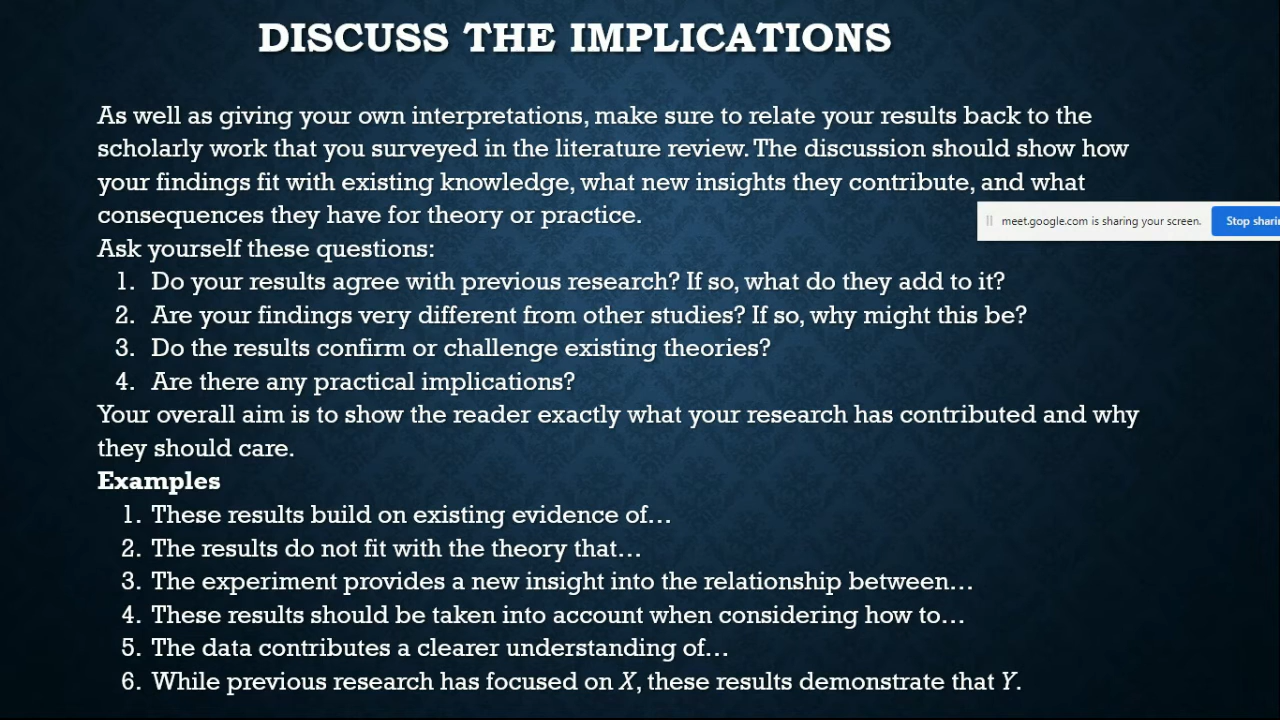 DISCUSS THE IMPLICATIONS
As well as giving your own interpretations, make sure to relate your results back to the
scholarly work that you surveyed in the literature review. The discussion should show how
your findings fit with existing knowledge, what new insights they contribute, and what
consequences they have for theory or practice.
meet.google.com is sharing your screen.
Ask yourself these questions:
1. Do your results agree with previous research? If so, what do they add to it?
2. Are your findings very different from other studies? If so, why might this be?
3. Do the results confirm or challenge existing theories?
4. Are there any practical implications?
Your overall aim is to show the reader exactly what your research has contributed and why
they should care.
Examples
1. These results build on existing evidence of…
2. The results do not fit with the theory that…
3. The experiment provides a new insight into the relationship between…
4. These results should be taken into account when considering how to…
5. The data contributes a clearer understanding of…
6. While previous research has focused on X, these results demonstrate that Y.
Stop